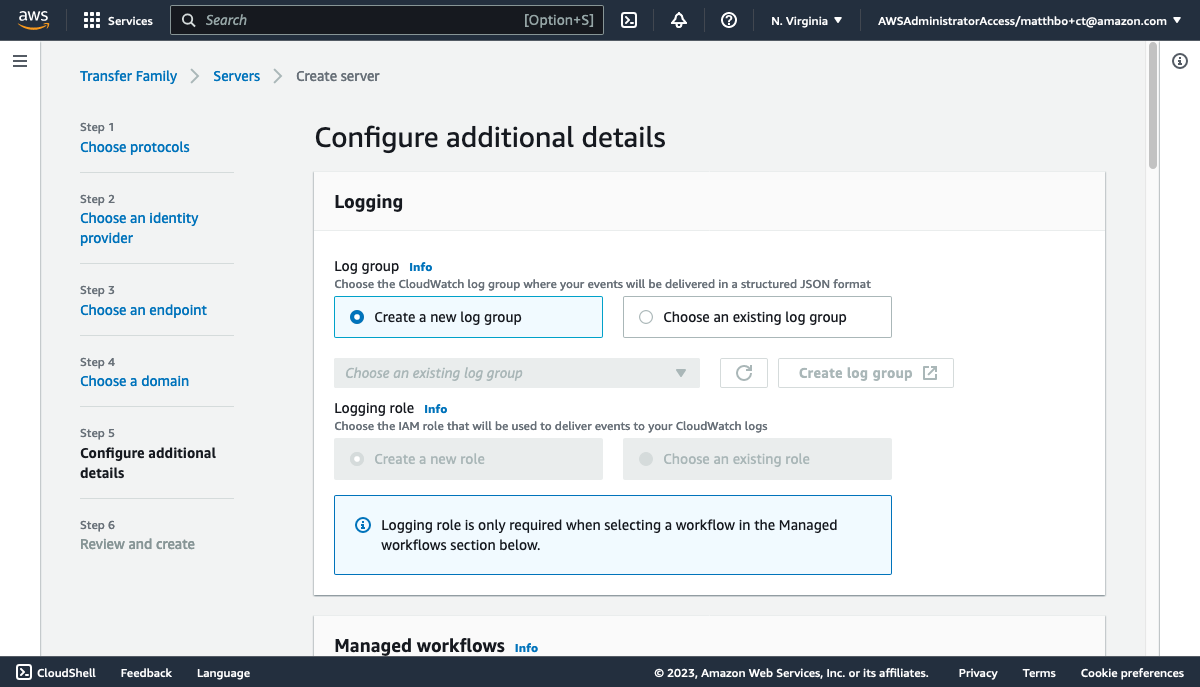 aws
Services
Search [Option+S]
N. Virginia
AWSAdministratorAccess/matthbo+ct@amazon.com
Transfer Family
Servers
Create server
Step 1
Choose protocols
Step 2
Choose an identity
provider
Step 3
Choose an endpoint
Step 4
Choose a domain
Step 5
Configure additional
details
Step 6
Review and create
Configure additional details
Logging
Log group Info
Choose the CloudWatch log group where your events will be delivered in a structured JSON format
Create a new log group
Choose an existing log group
Choose an existing log group
Create log group
Logging role Info
Choose the IAM role that will be used to deliver events to your CloudWatch logs
Create a new role
Choose an existing role
Logging role is only required when selecting a workflow in the Managed
workflows section below.
Managed workflows Info
CloudShell
Feedback
Language
© 2023, Amazon Web Services, Inc. or its affiliates.
Privacy
Terms
Cookie preferences